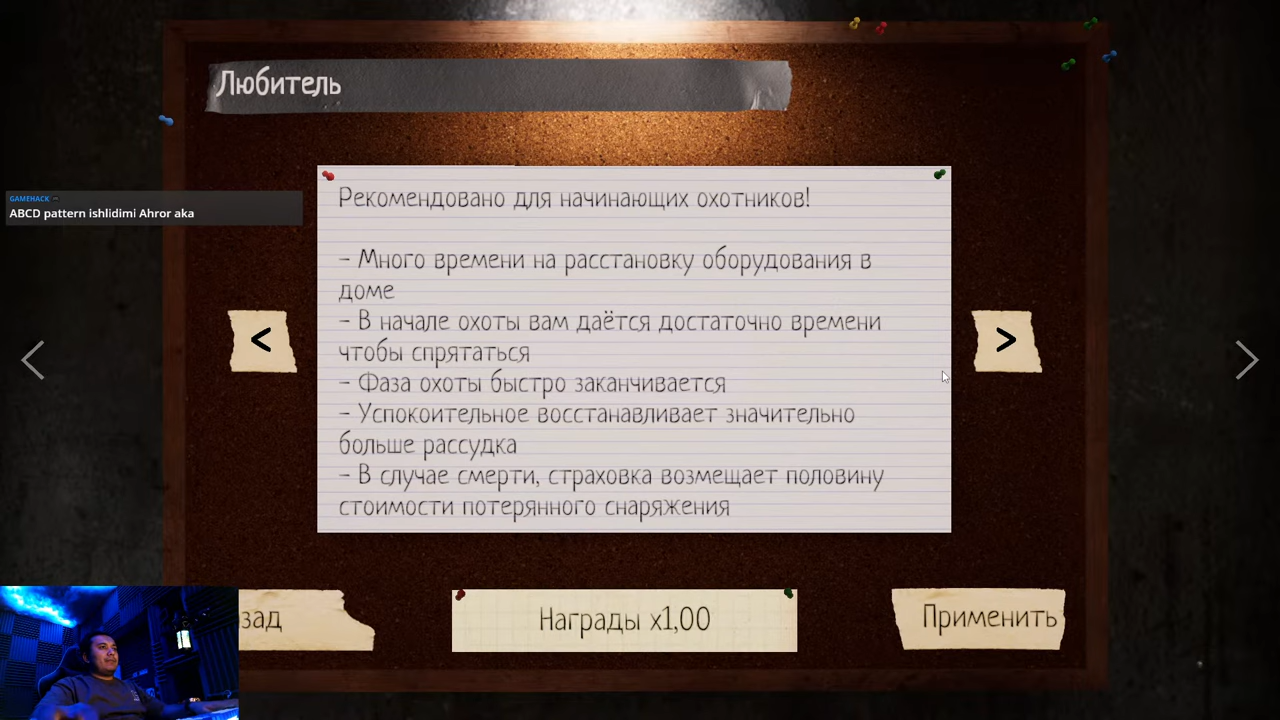 Любитель
GAMEHACK
ABCD pattern ishlidimi Ahror aka
Рекомендовано для начинающих охотников!
– Много времени на расстановку оборудования в
доме
– В начале охоты вам даётся достаточно времени
чтобы спрятаться
– Фаза охоты быстро заканчивается
– Успокоительное восстанавливает значительно
больше рассудка
– В случае смерти, страховка возмещает половину
стоимости потерянного снаряжения
<
>
зад
Награды x1,00
Применить